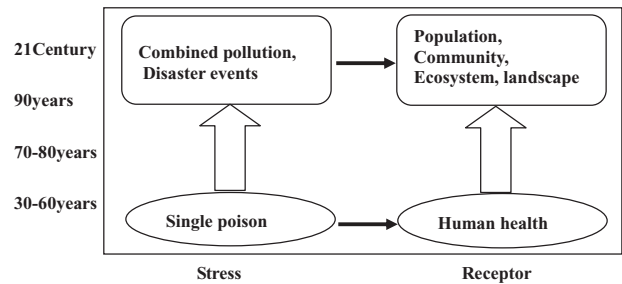 21Century
90years
70-80years
30-60years
Combined pollution,
Disaster events
Population,
Community,
Ecosystem, landscape
Single poison
Human health
Stress
Receptor